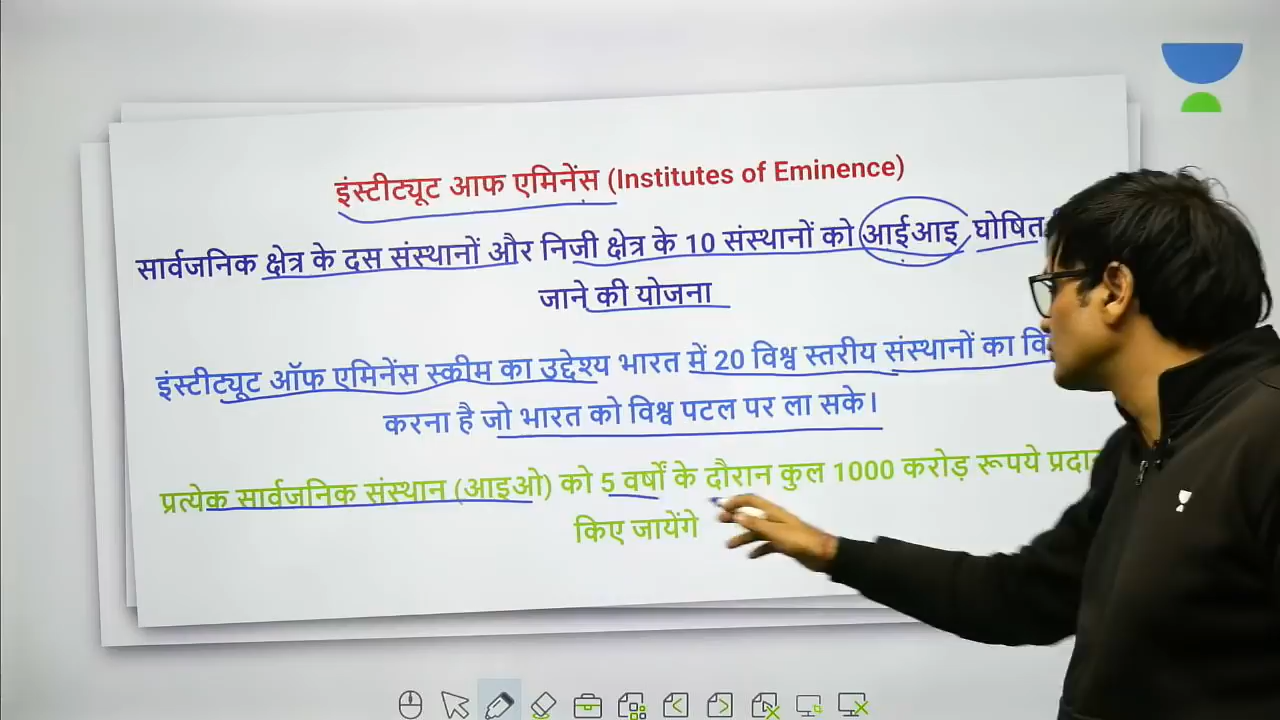 इंस्टीट्यूट आफ एमिनेंस (Institutes of Eminence)
सार्वजनिक क्षेत्र के दस संस्थानों और निजी क्षेत्र के 10 संस्थानों को आईआइ घोषित
जाने की योजना
इंस्टीट्यूट ऑफ एमिनेंस स्कीम का उद्देश्य भारत में 20 विश्व स्तरीय संस्थानों का
करना है जो भारत को विश्व पटल पर ला सके।
प्रत्येक सार्वजनिक संस्थान (आइओ) को 5 वर्षों के दौरान कुल 1000 करोड़ रूपये
किए जायेंगे